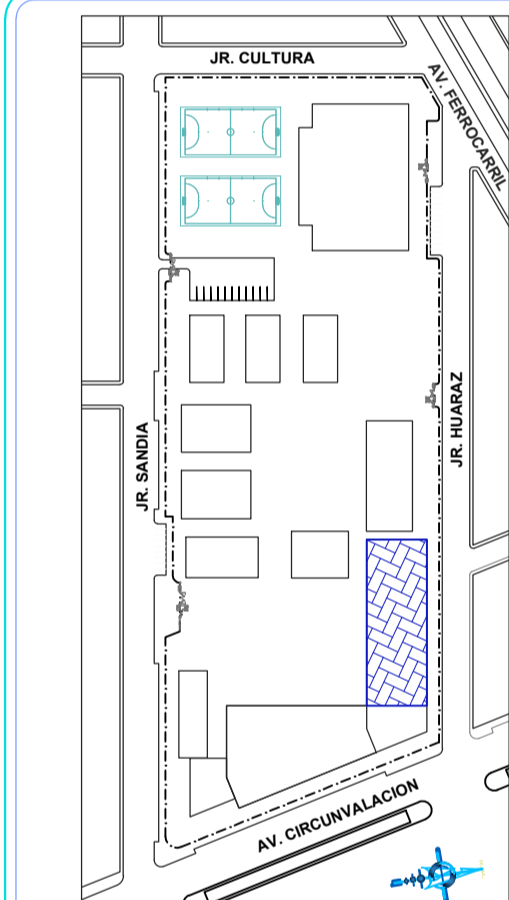 JR. CULTURA
AV. FERROCARRIL
JR. SANDIA
JR. HUARAZ
AV. CIRCUNVALACION